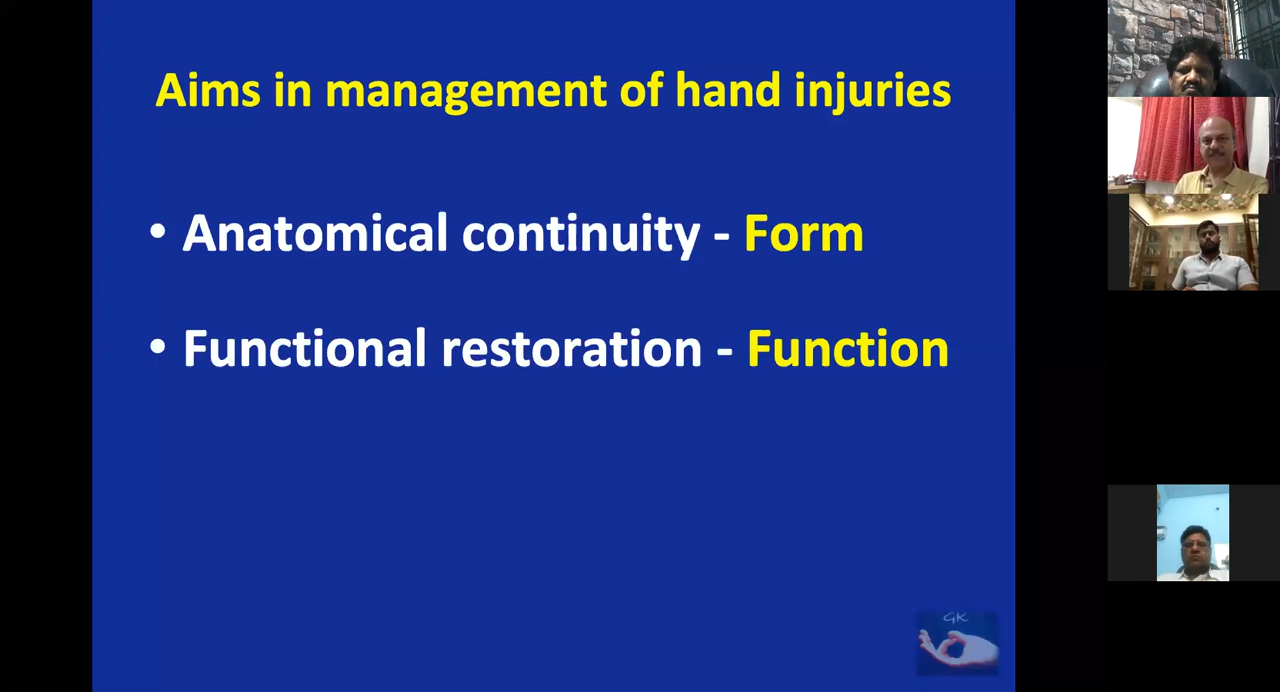 Aims in management of hand injuries
• Anatomical continuity - Form
• Functional restoration - Function
GK